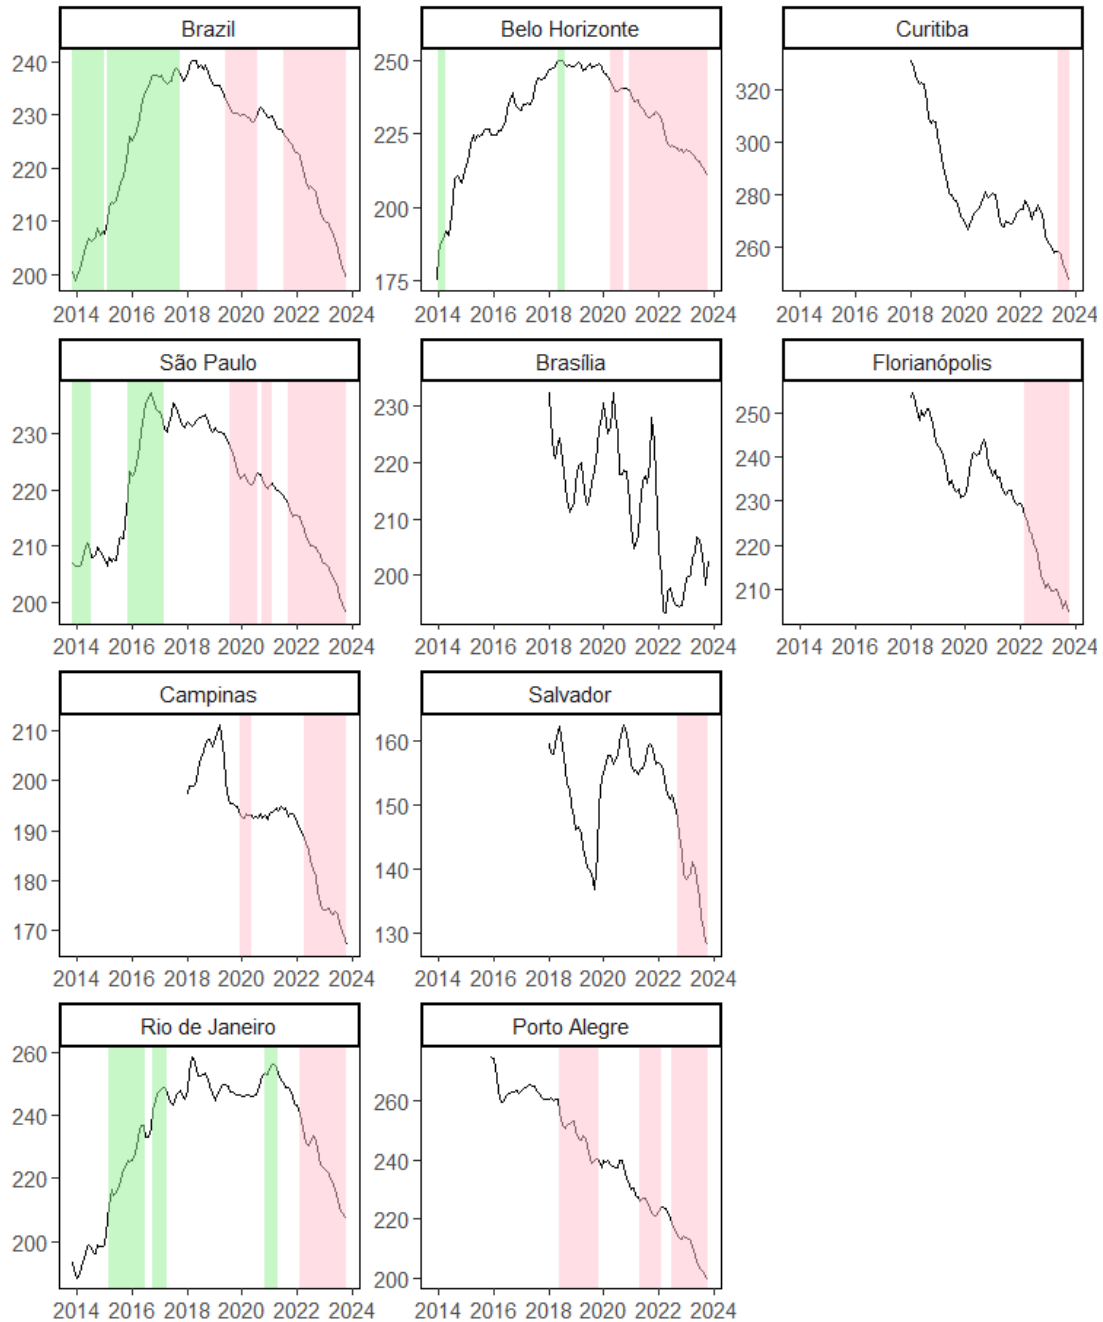 Brazil
240
230
220
210
200
2014 2016 2018 2020 2022 2024
Belo Horizonte
250
225
200
175
2014 2016 2018 2020 2022 2024
Curitiba
320
300
280
260
2014 2016 2018 2020 2022 2024
São Paulo
230
220
210
200
2014 2016 2018 2020 2022 2024
Brasília
230
220
210
200
2014 2016 2018 2020 2022 2024
Florianópolis
250
240
230
220
210
2014 2016 2018 2020 2022 2024
Campinas
210
200
190
180
170
2014 2016 2018 2020 2022 2024
Salvador
160
150
140
130
2014 2016 2018 2020 2022 2024
Rio de Janeiro
260
240
220
200
2014 2016 2018 2020 2022 2024
Porto Alegre
260
240
220
200
2014 2016 2018 2020 2022 2024